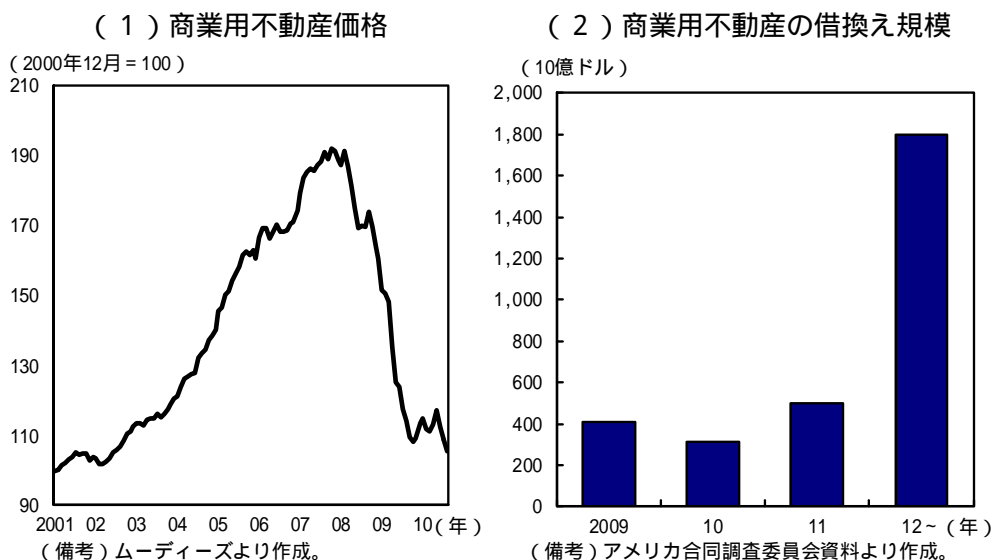 （１）商業用不動産価格
（2000年12月＝100）
210
190
170
150
130
110
90
2001 02 03 04 05 06 07 08 09 10（年）
（備考）ムーディーズより作成。
（２）商業用不動産の借換え規模
（10億ドル）
2,000
1,800
1,600
1,400
1,200
1,000
800
600
400
200
0
2009 10 11 12～（年）
（備考）アメリカ合同調査委員会資料より作成。